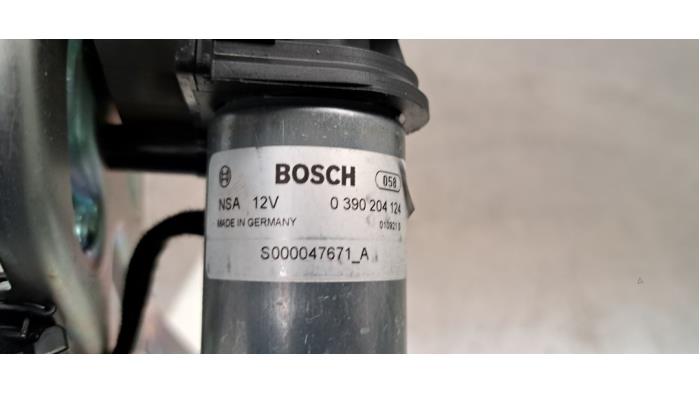 BOSCH 058
NSA 12V 0 390 204 124
MADE IN GERMANY
S000047671_A